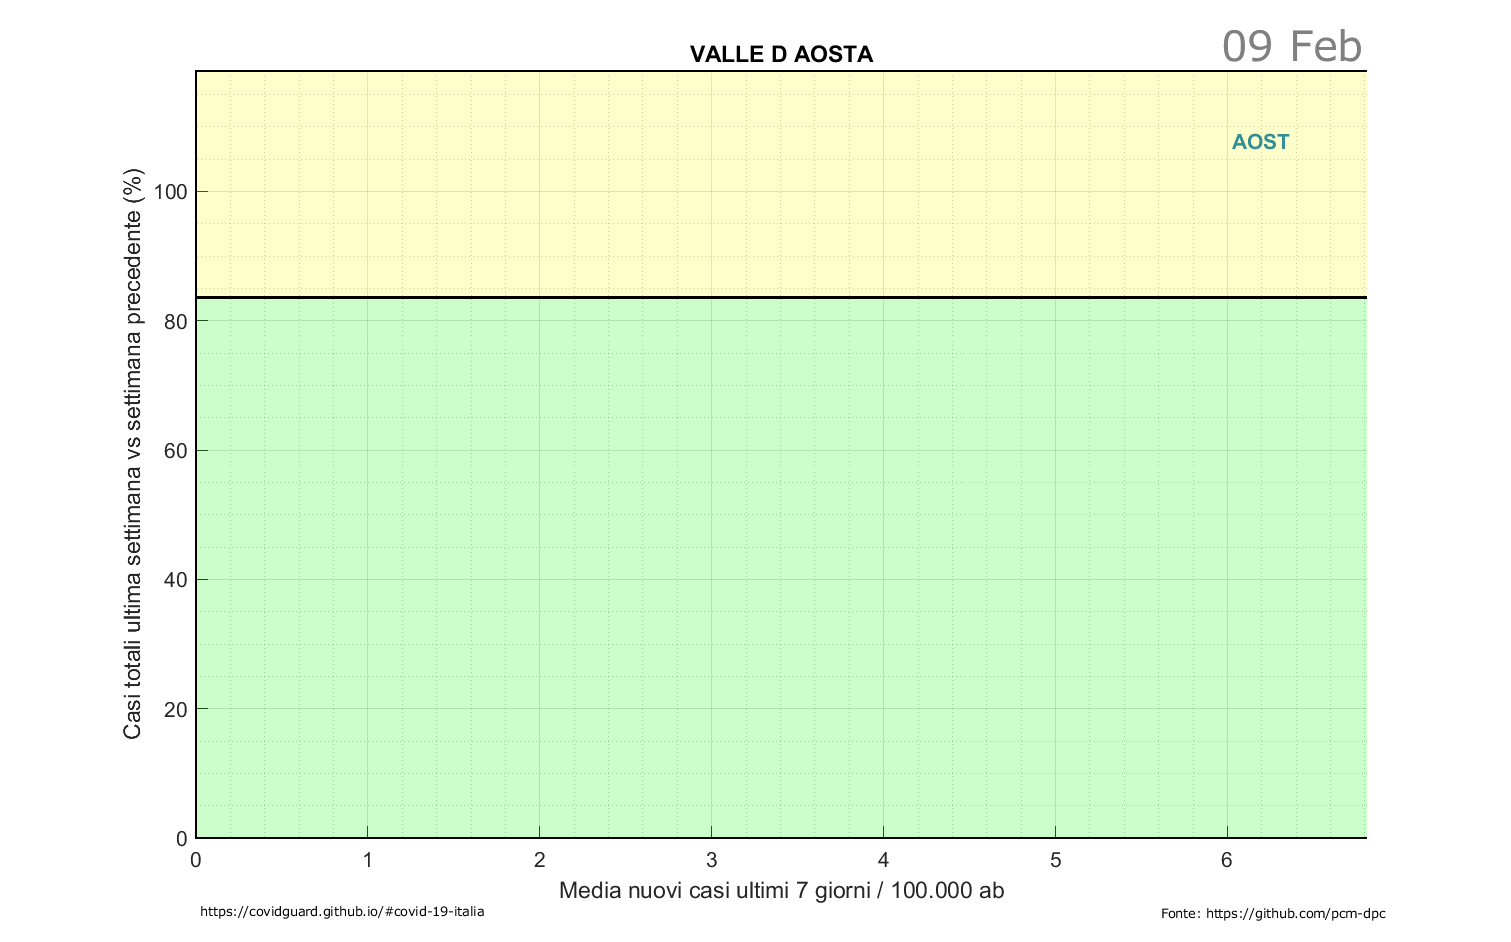 09 Feb
VALLE D AOSTA
AOST
Casi totali ultima settimana vs settimana precedente (%)
100
80
60
40
20
0
0 1 2 3 4 5 6
Media nuovi casi ultimi 7 giorni / 100.000 ab
https://covidguard.github.io/#covid-19-italia
Fonte: https://github.com/pcm-dpc